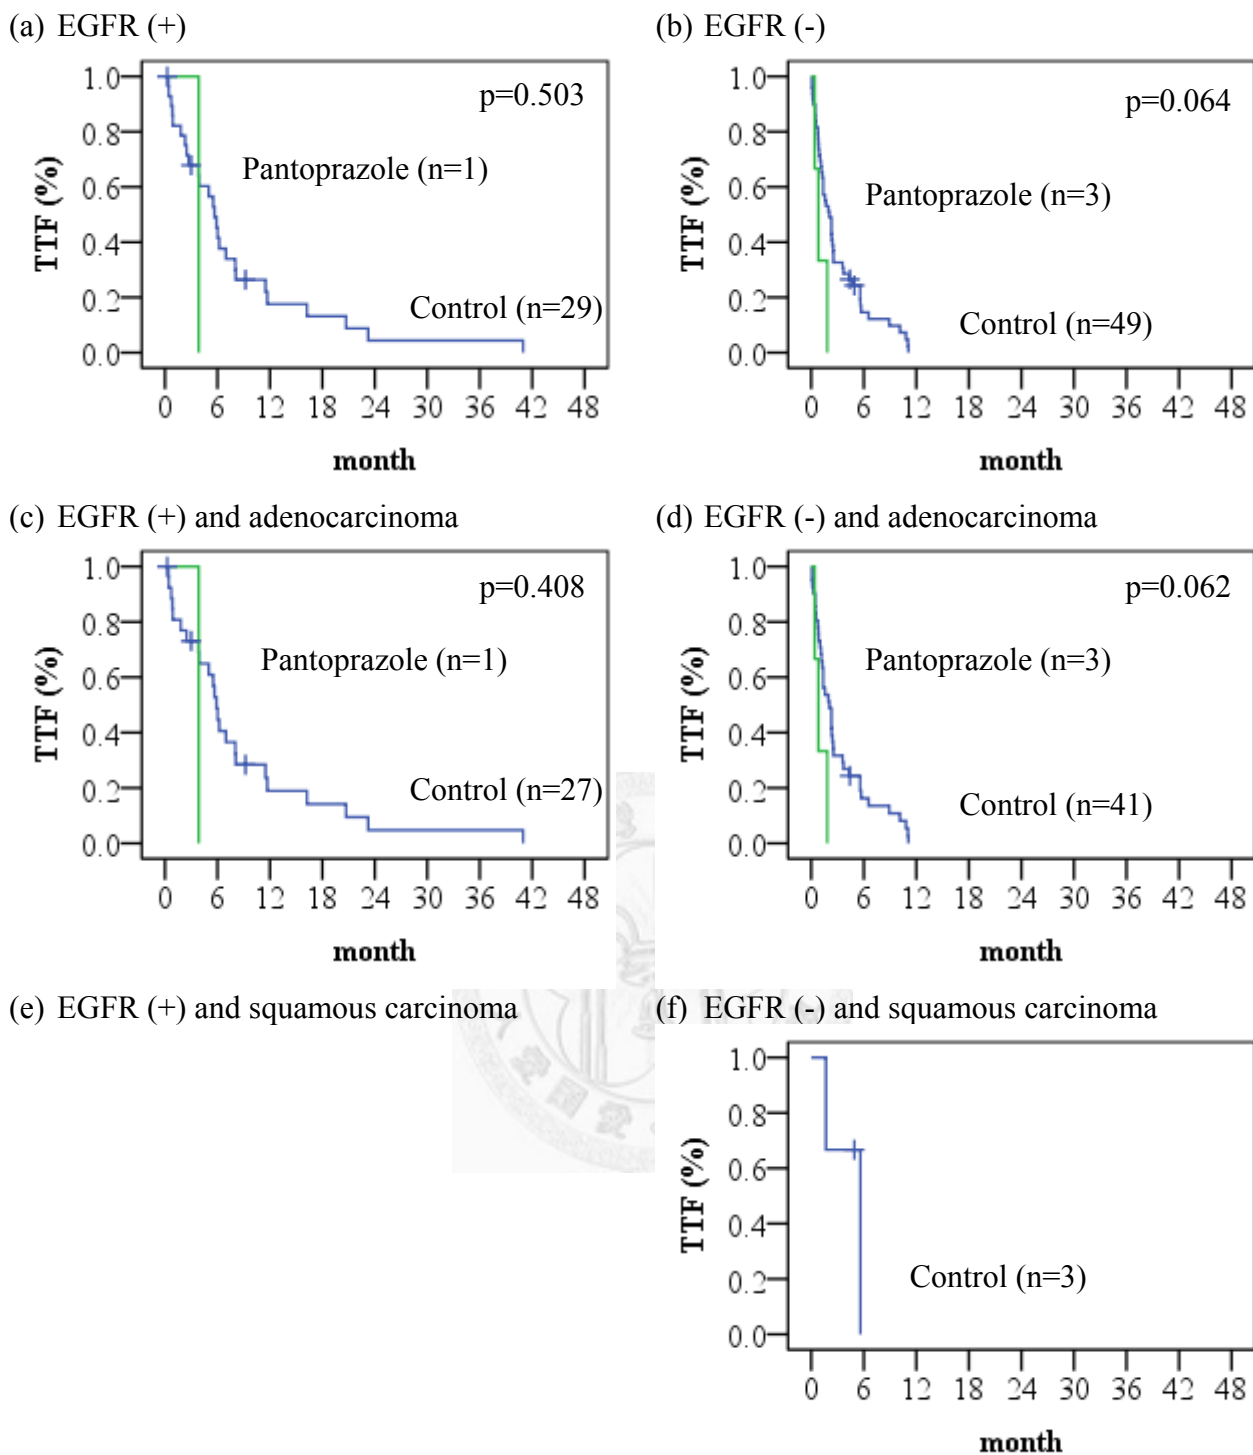 (a) EGFR (+)
1.0
0.8
0.6
0.4
0.2
0.0
TTF (%)
p=0.503
Pantoprazole (n=1)
Control (n=29)
0 6 12 18 24 30 36 42 48
month
(b) EGFR (-)
1.0
0.8
0.6
0.4
0.2
0.0
TTF (%)
p=0.064
Pantoprazole (n=3)
Control (n=49)
0 6 12 18 24 30 36 42 48
month
(c) EGFR (+) and adenocarcinoma
1.0
0.8
0.6
0.4
0.2
0.0
TTF (%)
p=0.408
Pantoprazole (n=1)
Control (n=27)
0 6 12 18 24 30 36 42 48
month
(d) EGFR (-) and adenocarcinoma
1.0
0.8
0.6
0.4
0.2
0.0
TTF (%)
p=0.062
Pantoprazole (n=3)
Control (n=41)
0 6 12 18 24 30 36 42 48
month
(e) EGFR (+) and squamous carcinoma
(f) EGFR (-) and squamous carcinoma
1.0
0.8
0.6
0.4
0.2
0.0
TTF (%)
Control (n=3)
0 6 12 18 24 30 36 42 48
month
愛國愛